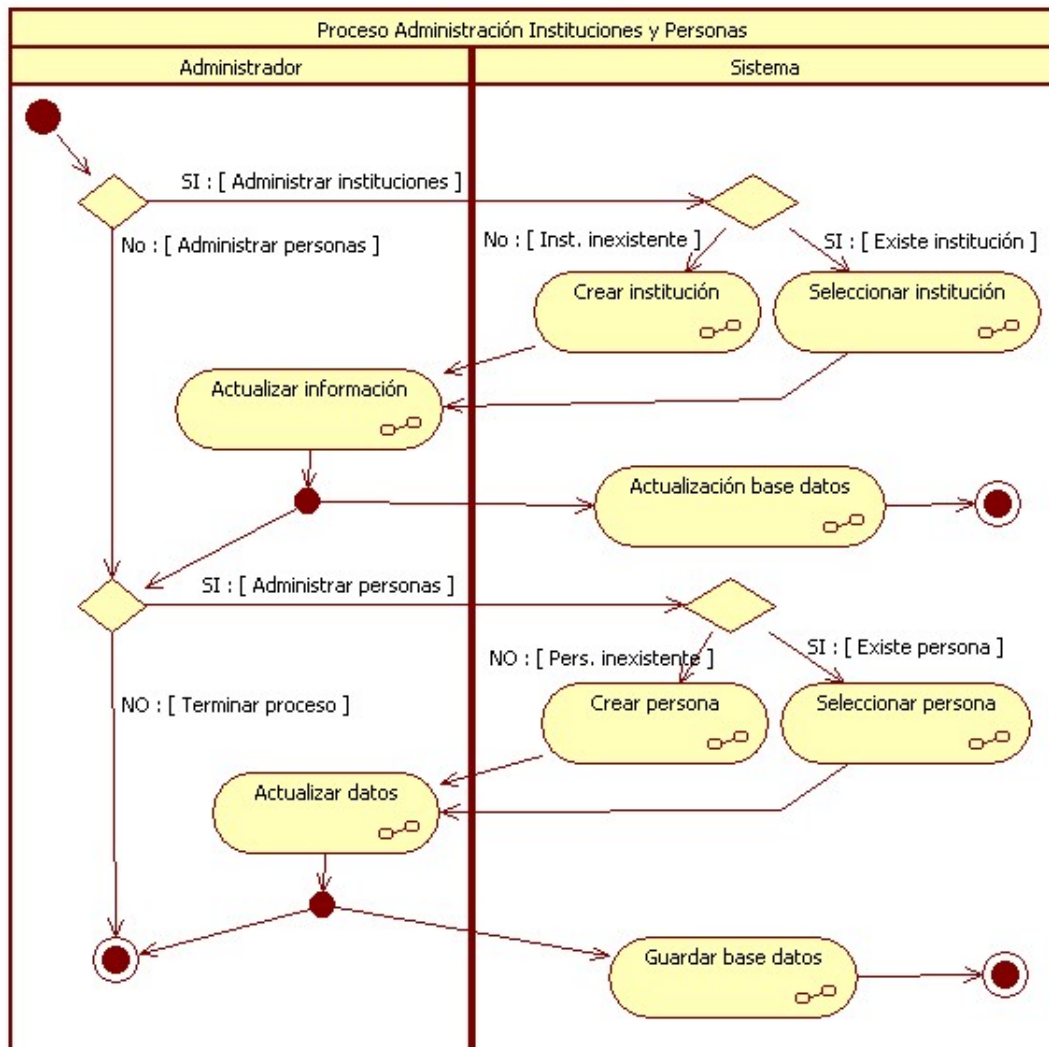 Proceso Administración Instituciones y Personas
Administrador
Sistema
SI : [ Administrar instituciones ]
No : [ Administrar personas ]
No : [ Inst. inexistente ]
SI : [ Existe institución ]
Crear institución
Seleccionar institución
Actualizar información
Actualización base datos
SI : [ Administrar personas ]
NO : [ Pers. inexistente ]
SI : [ Existe persona ]
NO : [ Terminar proceso ]
Crear persona
Seleccionar persona
Actualizar datos
Guardar base datos